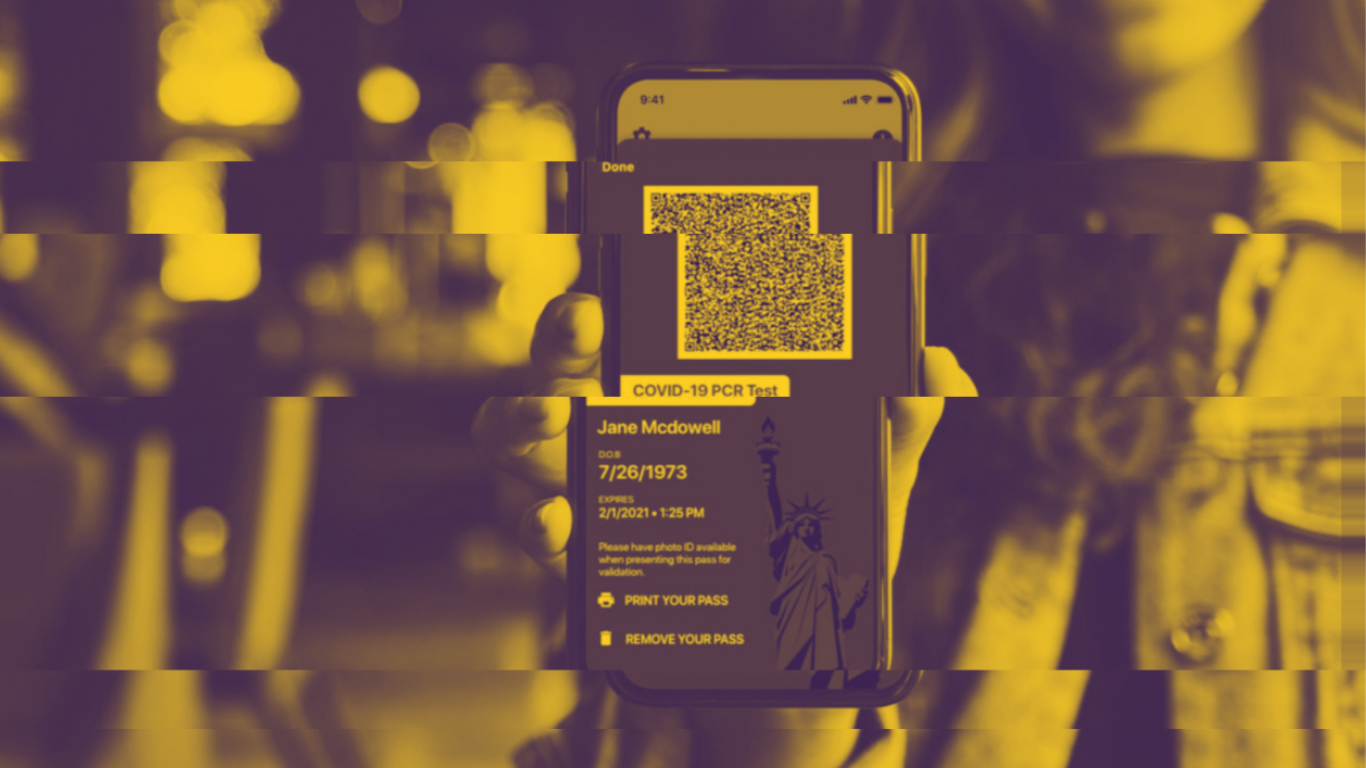 9:41
Done
COVID-19 PCR Test
Jane Mcdowell
D.O.B
7/26/1973
EXPIRES
2/1/2021 • 1:25 PM
Please have photo ID available
when presenting this pass for
validation.
PRINT YOUR PASS
REMOVE YOUR PASS